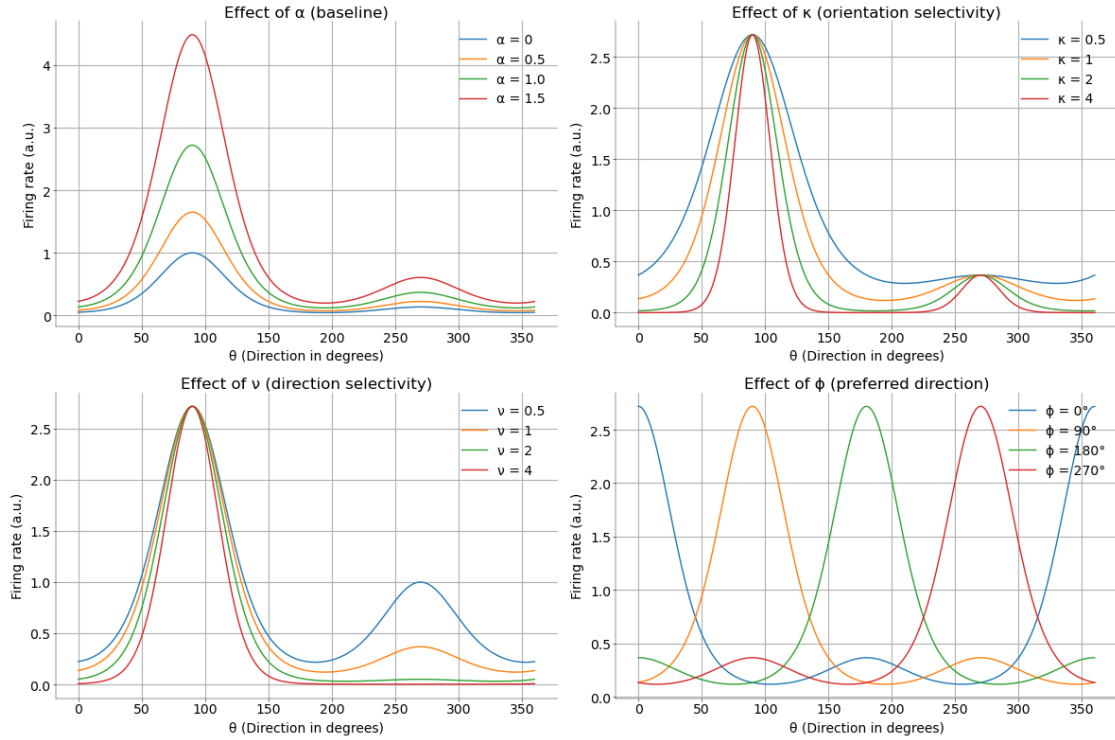 Effect of α (baseline)
α = 0
α = 0.5
α = 1.0
α = 1.5
4
3
2
1
0
Firing rate (a.u.)
0 50 100 150 200 250 300 350
θ (Direction in degrees)
Effect of κ (orientation selectivity)
κ = 0.5
κ = 1
κ = 2
κ = 4
2.5
2.0
1.5
1.0
0.5
0.0
Firing rate (a.u.)
0 50 100 150 200 250 300 350
θ (Direction in degrees)
Effect of ν (direction selectivity)
ν = 0.5
ν = 1
ν = 2
ν = 4
2.5
2.0
1.5
1.0
0.5
0.0
Firing rate (a.u.)
0 50 100 150 200 250 300 350
θ (Direction in degrees)
Effect of ϕ (preferred direction)
ϕ = 0°
ϕ = 90°
ϕ = 180°
ϕ = 270°
2.5
2.0
1.5
1.0
0.5
0.0
Firing rate (a.u.)
0 50 100 150 200 250 300 350
θ (Direction in degrees)